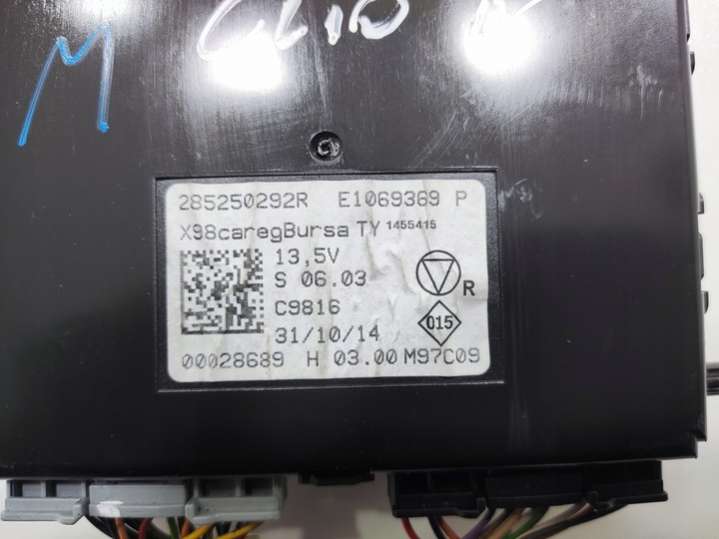 M
CLIO IV
285250292R E1069369 P
X98caregBursa TY 1455415
13,5V
S 06.03
R
C9816
015
31/10/14
00028689 H 03.00 M97C09